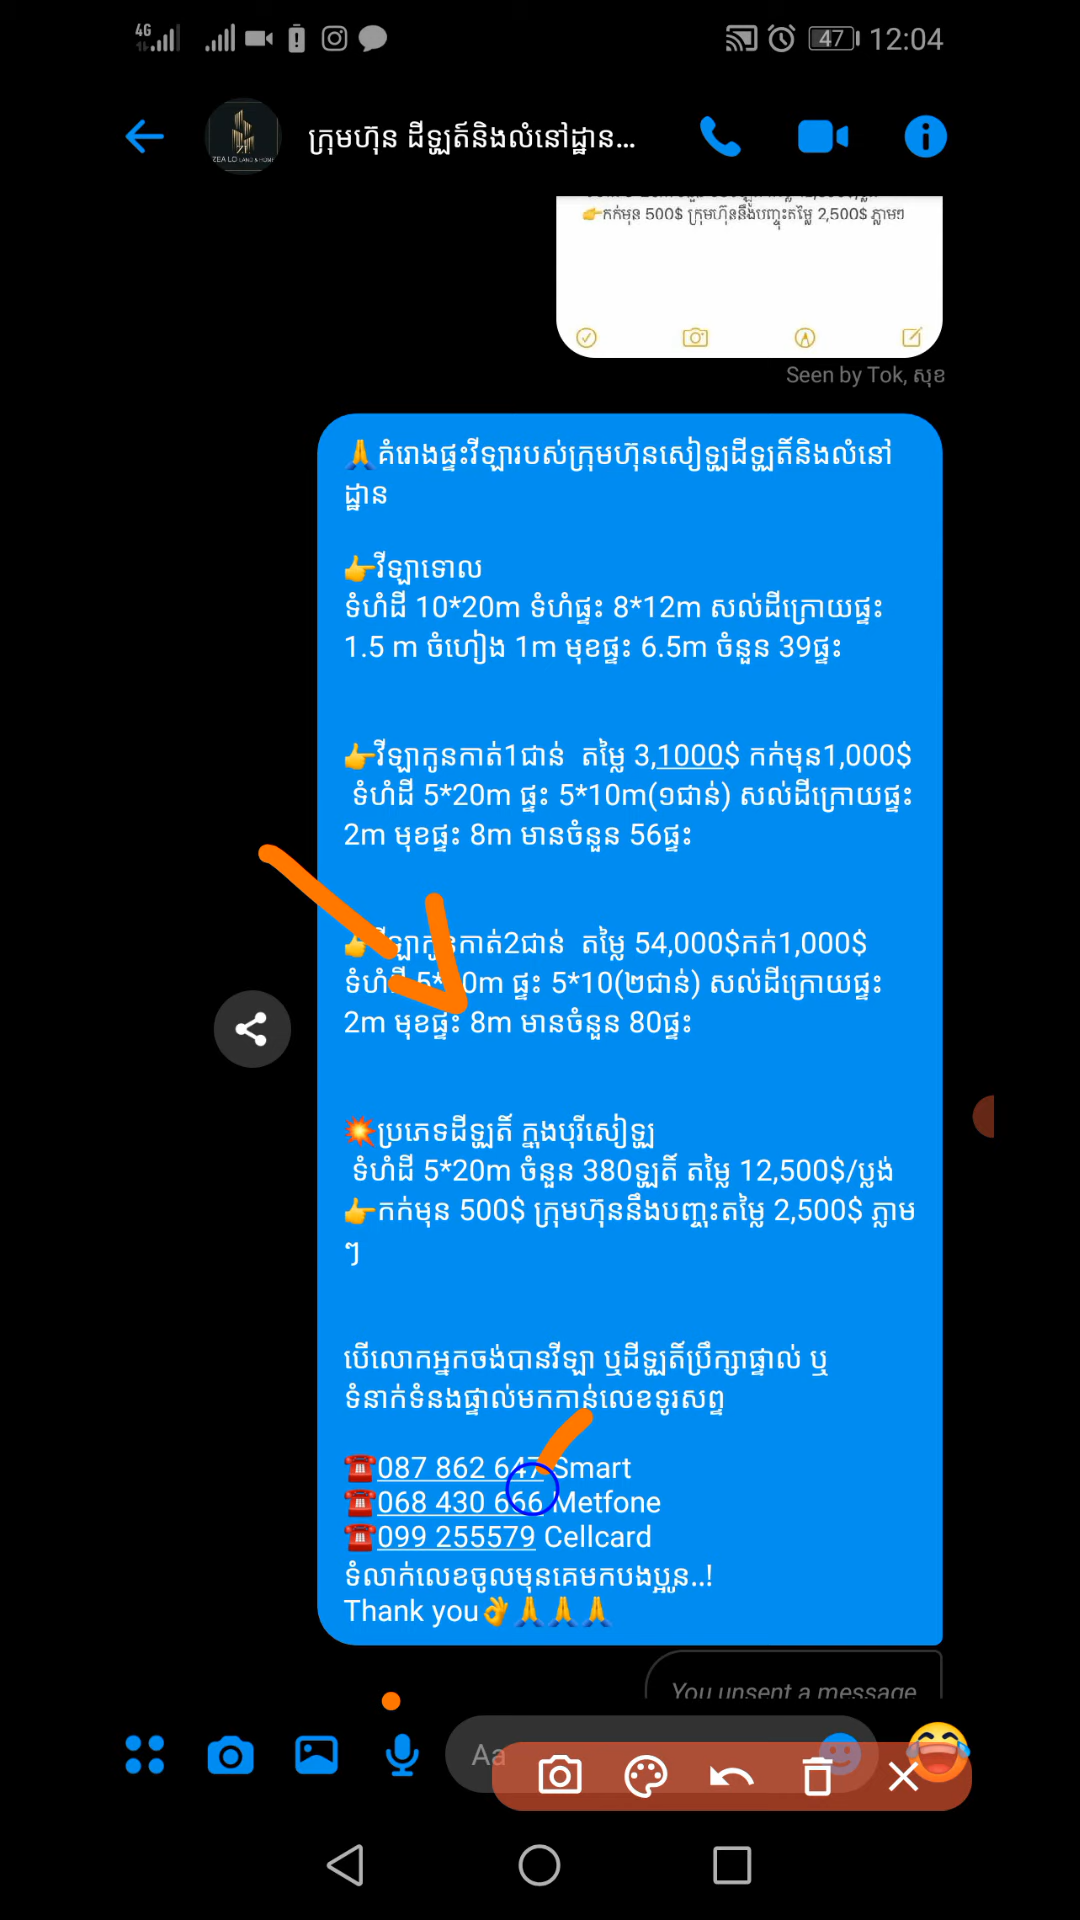 4G
47 12:04
ZEA LO LAND & HOME
ក្រុមហ៊ុន ដីឡូត៍និងលំនៅដ្ឋាន...
👉កក់មុន 500$ ក្រុមហ៊ុននឹងបញ្ចុះតម្លៃ 2,500$ ភ្លាមៗ
Seen by Tok, សុខ
🙏គំរោងផ្ទះវីឡារបស់ក្រុមហ៊ុនសៀឡូដីឡូតិ៍និងលំនៅ
ដ្ឋាន
👉វីឡាទោល
ទំហំដី 10*20m ទំហំផ្ទះ 8*12m សល់ដីក្រោយផ្ទះ
1.5 m ចំហៀង 1m មុខផ្ទះ 6.5m ចំនួន 39ផ្ទះ
👉វីឡាកូនកាត់1ជាន់ តម្លៃ 3,1000$ កក់មុន1,000$
ទំហំដី 5*20m ផ្ទះ 5*10m(១ជាន់) សល់ដីក្រោយផ្ទះ
2m មុខផ្ទះ 8m មានចំនួន 56ផ្ទះ
👉វីឡាកូនកាត់2ជាន់ តម្លៃ 54,000$កក់1,000$
ទំហំដី 5*20m ផ្ទះ 5*10(២ជាន់) សល់ដីក្រោយផ្ទះ
2m មុខផ្ទះ 8m មានចំនួន 80ផ្ទះ
💥ប្រភេទដីឡូតិ៍ ក្នុងបុរីសៀឡូ
ទំហំដី 5*20m ចំនួន 380ឡូតិ៍ តម្លៃ 12,500$/ប្លង់
👉កក់មុន 500$ ក្រុមហ៊ុននឹងបញ្ចុះតម្លៃ 2,500$ ភ្លាម
ៗ
បើលោកអ្នកចង់បានវីឡា ឬដីឡូតិ៍ប្រឹក្សាផ្ទាល់ ឬ
ទំនាក់ទំនងផ្ទាល់មកកាន់លេខទូរសព្ទ
☎️087 862 647 Smart
☎️068 430 666 Metfone
☎️099 255579 Cellcard
ទំលាក់លេខចូលមុនគេមកបងប្អូន..!
Thank you👌🙏🙏🙏
You unsent a message
Aa